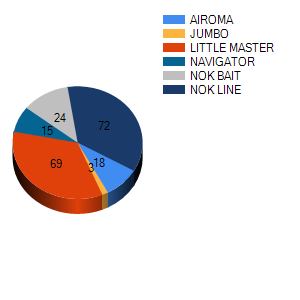 AIROMA
JUMBO
LITTLE MASTER
NAVIGATOR
NOK BAIT
NOK LINE
24
72
15
69
3
18